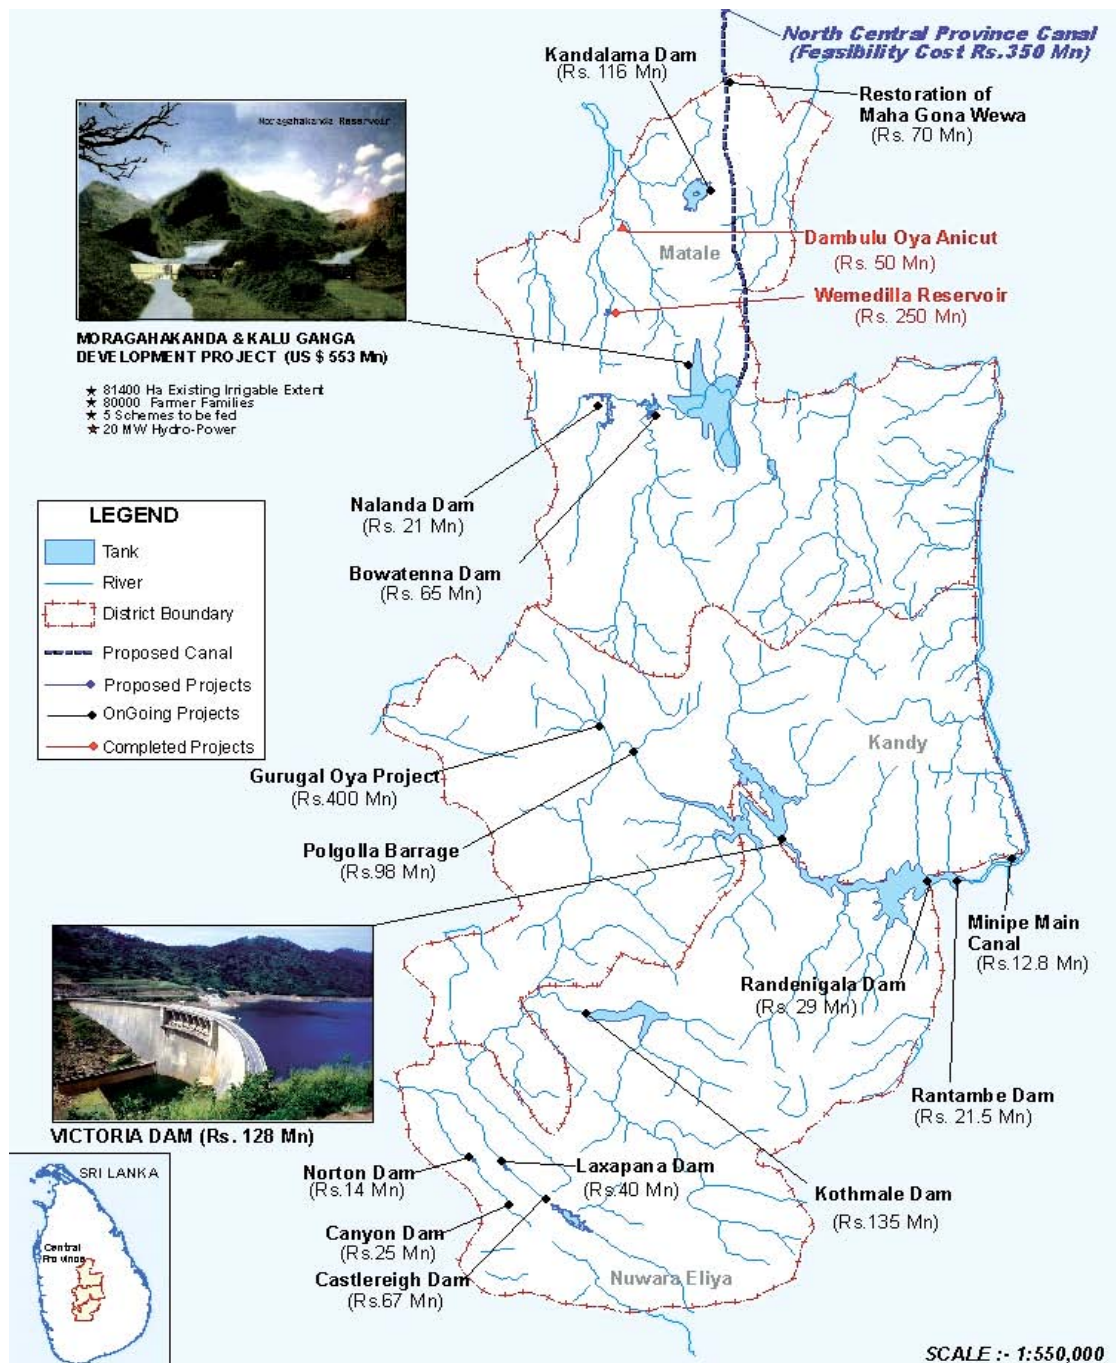 North Central Province Canal
(Feasibility Cost Rs.350 Mn)
Kandalama Dam
(Rs. 116 Mn)
Restoration of
Maha Gona Wewa
(Rs. 70 Mn)
Moragahakanda Reservoir
Matale
Dambulu Oya Anicut
(Rs. 50 Mn)
Wemedilla Reservoir
(Rs. 250 Mn)
MORAGAHAKANDA & KALU GANGA
DEVELOPMENT PROJECT (US $ 553 Mn)
★ 81400 Ha Existing Irrigable Extent
★ 80000 Farmer Families
★ 5 Schemes to be fed
★ 20 MW Hydro-Power
Nalanda Dam
(Rs. 21 Mn)
Bowatenna Dam
(Rs. 65 Mn)
LEGEND
Tank
River
District Boundary
Proposed Canal
Proposed Projects
OnGoing Projects
Completed Projects
Kandy
Gurugal Oya Project
(Rs.400 Mn)
Polgolla Barrage
(Rs.98 Mn)
Minipe Main
Canal
(Rs.12.8 Mn)
Randenigala Dam
(Rs. 29 Mn)
Rantambe Dam
(Rs. 21.5 Mn)
VICTORIA DAM (Rs. 128 Mn)
Norton Dam
(Rs.14 Mn)
Laxapana Dam
(Rs.40 Mn)
Kothmale Dam
(Rs.135 Mn)
Canyon Dam
(Rs.25 Mn)
Castlereigh Dam
(Rs.67 Mn)
Nuwara Eliya
SRI LANKA
Central
Province
SCALE :- 1:550,000